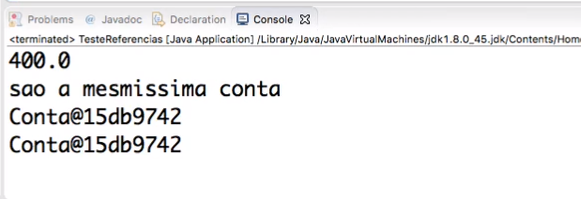 Problems @ Javadoc Declaration Console
<terminated> TesteReferencias [Java Application] /Library/Java/JavaVirtualMachines/jdk1.8.0_45.jdk/Contents/Hom
400.0
sao a mesmissima conta
Conta@15db9742
Conta@15db9742